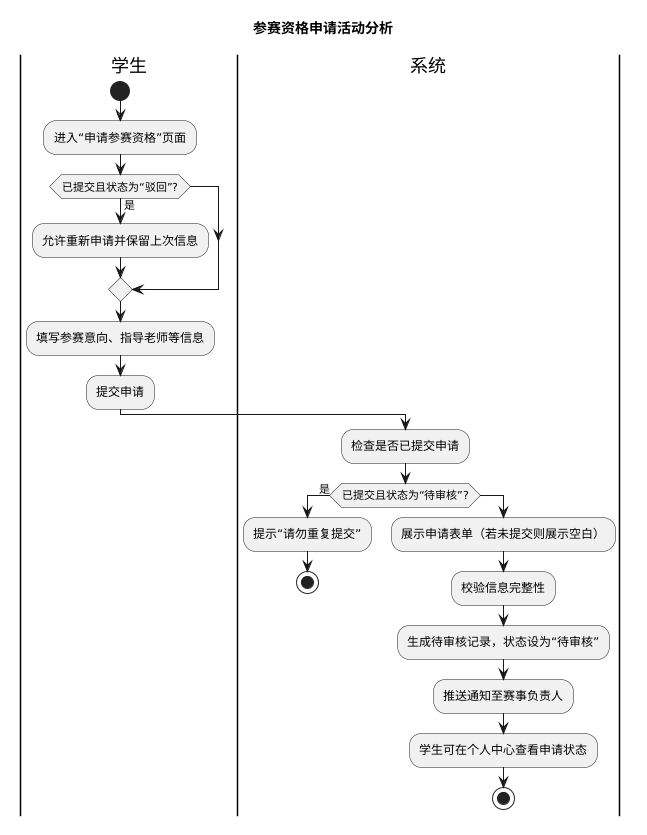 参赛资格申请活动分析
学生
系统
进入“申请参赛资格”页面
已提交且状态为“驳回”?
是
允许重新申请并保留上次信息
填写参赛意向、指导老师等信息
提交申请
检查是否已提交申请
是
已提交且状态为“待审核”?
提示“请勿重复提交”
展示申请表单（若未提交则展示空白）
校验信息完整性
生成待审核记录，状态设为“待审核”
推送通知至赛事负责人
学生可在个人中心查看申请状态